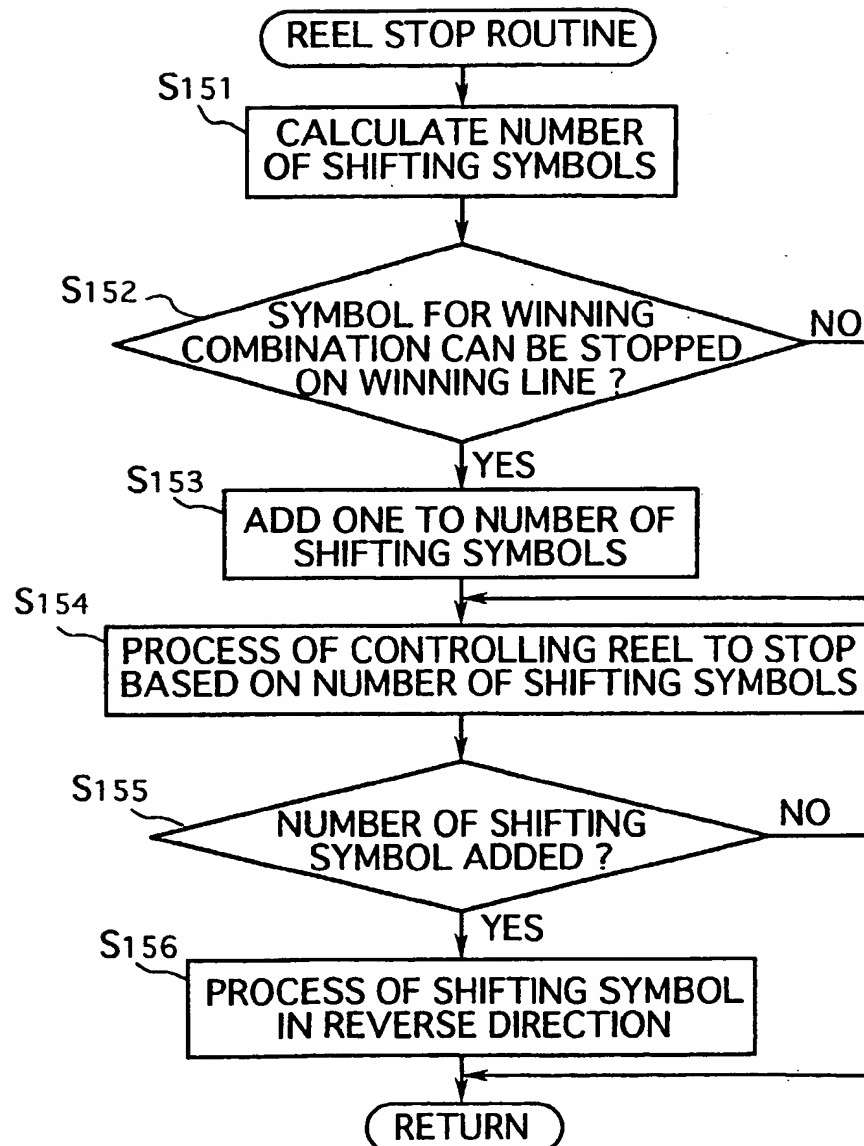 REEL STOP ROUTINE
S151
CALCULATE NUMBER
OF SHIFTING SYMBOLS
S152
SYMBOL FOR WINNING
COMBINATION CAN BE STOPPED
ON WINNING LINE ?
NO
YES
S153
ADD ONE TO NUMBER OF
SHIFTING SYMBOLS
S154
PROCESS OF CONTROLLING REEL TO STOP
BASED ON NUMBER OF SHIFTING SYMBOLS
S155
NUMBER OF SHIFTING
SYMBOL ADDED ?
NO
YES
S156
PROCESS OF SHIFTING SYMBOL
IN REVERSE DIRECTION
RETURN